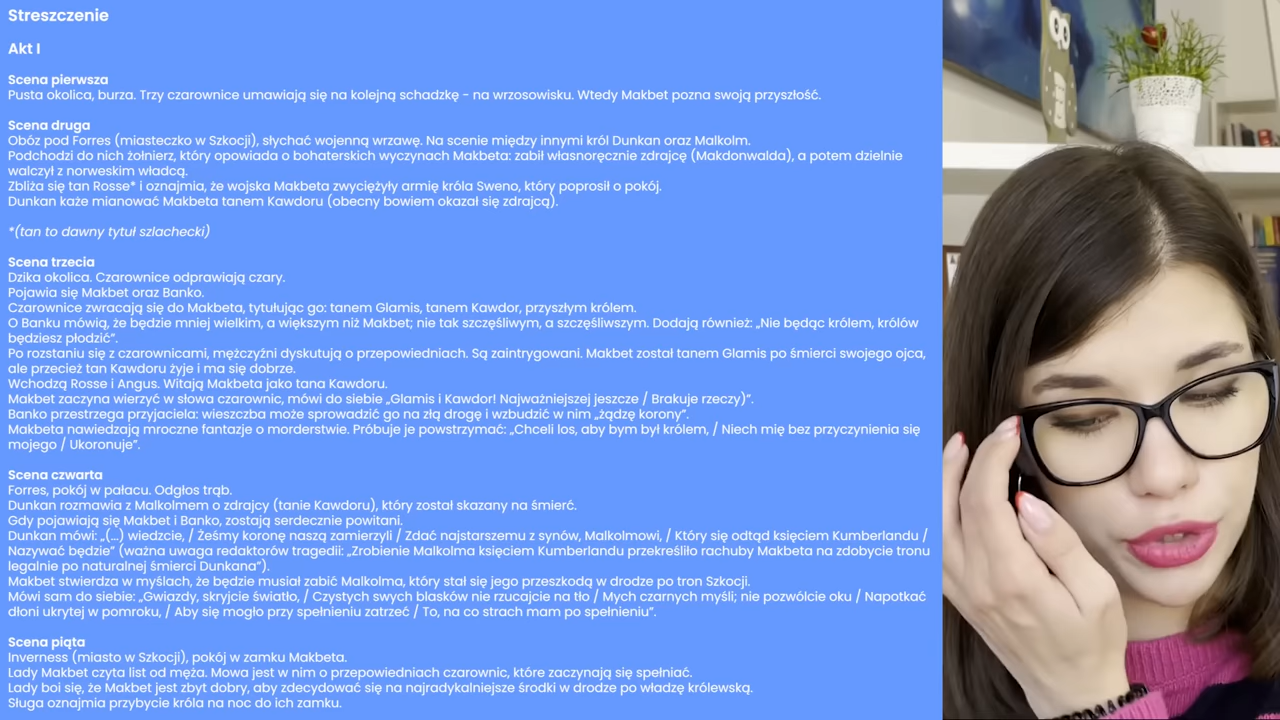 Streszczenie
Akt I
Scena pierwsza
Pusta okolica, burza. Trzy czarownice umawiają się na kolejną schadzkę - na wrzosowisku. Wtedy Makbet pozna swoją przyszłość.
Scena druga
Obóz pod Forres (miasteczko w Szkocji), słychać wojenną wrzawę. Na scenie między innymi król Dunkan oraz Malkolm.
Podchodzi do nich żołnierz, który opowiada o bohaterskich wyczynach Makbeta: zabił własnoręcznie zdrajcę (Makdonwalda), a potem dzielnie
walczył z norweskim władcą.
Zbliża się tan Rosse* i oznajmia, że wojska Makbeta zwyciężyły armię króla Sweno, który poprosił o pokój.
Dunkan każe mianować Makbeta tanem Kawdoru (obecny bowiem okazał się zdrajcą).
*(tan to dawny tytuł szlachecki)
Scena trzecia
Dzika okolica. Czarownice odprawiają czary.
Pojawia się Makbet oraz Banko.
Czarownice zwracają się do Makbeta, tytułując go: tanem Glamis, tanem Kawdor, przyszłym królem.
O Banku mówią, że będzie mniej wielkim, a większym niż Makbet; nie tak szczęśliwym, a szczęśliwszym. Dodają również: „Nie będąc królem, królów
będziesz płodzić”.
Po rozstaniu się z czarownicami, mężczyźni dyskutują o przepowiedniach. Są zaintrygowani. Makbet został tanem Glamis po śmierci swojego ojca,
ale przecież tan Kawdoru żyje i ma się dobrze.
Wchodzą Rosse i Angus. Witają Makbeta jako tana Kawdoru.
Makbet zaczyna wierzyć w słowa czarownic, mówi do siebie „Glamis i Kawdor! Najważniejszej jeszcze / Brakuje rzeczy)”.
Banko przestrzega przyjaciela: wieszczba może sprowadzić go na złą drogę i wzbudzić w nim „żądzę korony”.
Makbeta nawiedzają mroczne fantazje o morderstwie. Próbuje je powstrzymać: „Chceli los, aby bym był królem, / Niech mię bez przyczynienia się
mojego / Ukoronuje”.
Scena czwarta
Forres, pokój w pałacu. Odgłos trąb.
Dunkan rozmawia z Malkolmem o zdrajcy (tanie Kawdoru), który został skazany na śmierć.
Gdy pojawiają się Makbet i Banko, zostają serdecznie powitani.
Dunkan mówi: „(...) wiedzcie, / Żeśmy koronę naszą zamierzyli / Zdać najstarszemu z synów, Malkolmowi, / Który się odtąd księciem Kumberlandu /
Nazywać będzie” (ważna uwaga redaktorów tragedii: „Zrobienie Malkolma księciem Kumberlandu przekreśliło rachuby Makbeta na zdobycie tronu
legalnie po naturalnej śmierci Dunkana”).
Makbet stwierdza w myślach, że będzie musiał zabić Malkolma, który stał się jego przeszkodą w drodze po tron Szkocji.
Mówi sam do siebie: „Gwiazdy, skryjcie światło, / Czystych swych blasków nie rzucajcie na tło / Mych czarnych myśli; nie pozwólcie oku / Napotkać
dłoni ukrytej w pomroku, / Aby się mogło przy spełnieniu zatrzeć / To, na co strach mam po spełnieniu”.
Scena piąta
Inverness (miasto w Szkocji), pokój w zamku Makbeta.
Lady Makbet czyta list od męża. Mowa jest w nim o przepowiedniach czarownic, które zaczynają się spełniać.
Lady boi się, że Makbet jest zbyt dobry, aby zdecydować się na najradykalniejsze środki w drodze po władzę królewską.
Sługa oznajmia przybycie króla na noc do ich zamku.